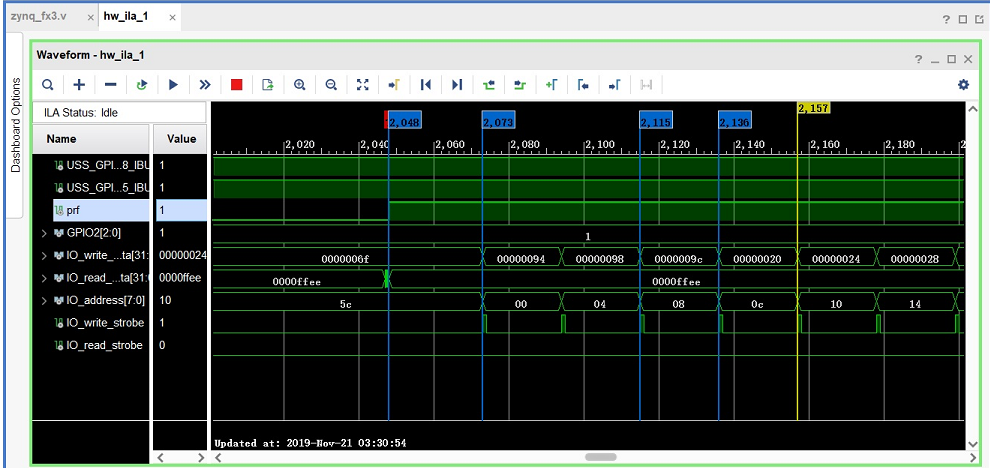 zynq_fx3.v × hw_ila_1 ×
? 
Dashboard Options
Waveform - hw_ila_1
?
ILA Status: Idle
Name Value
2,048 2,073 2,115 2,136 2,157
2,020 2,040 2,060 2,080 2,100 2,120 2,140 2,160 2,180 2
USS_GPI...8_IBU 1
USS_GPI...5_IBU 1
prf 1
GPIO2[2:0] 1 1
IO_write_...ta[31: 00000024 0000006f 00000094 00000098 0000009c 00000020 00000024 00000028
IO_read_...ta[31:0 0000ffee 0000ffee 0000ffee
IO_address[7:0] 10 5c 00 04 08 0c 10 14
IO_write_strobe 1
IO_read_strobe 0
Updated at: 2019-Nov-21 03:30:54